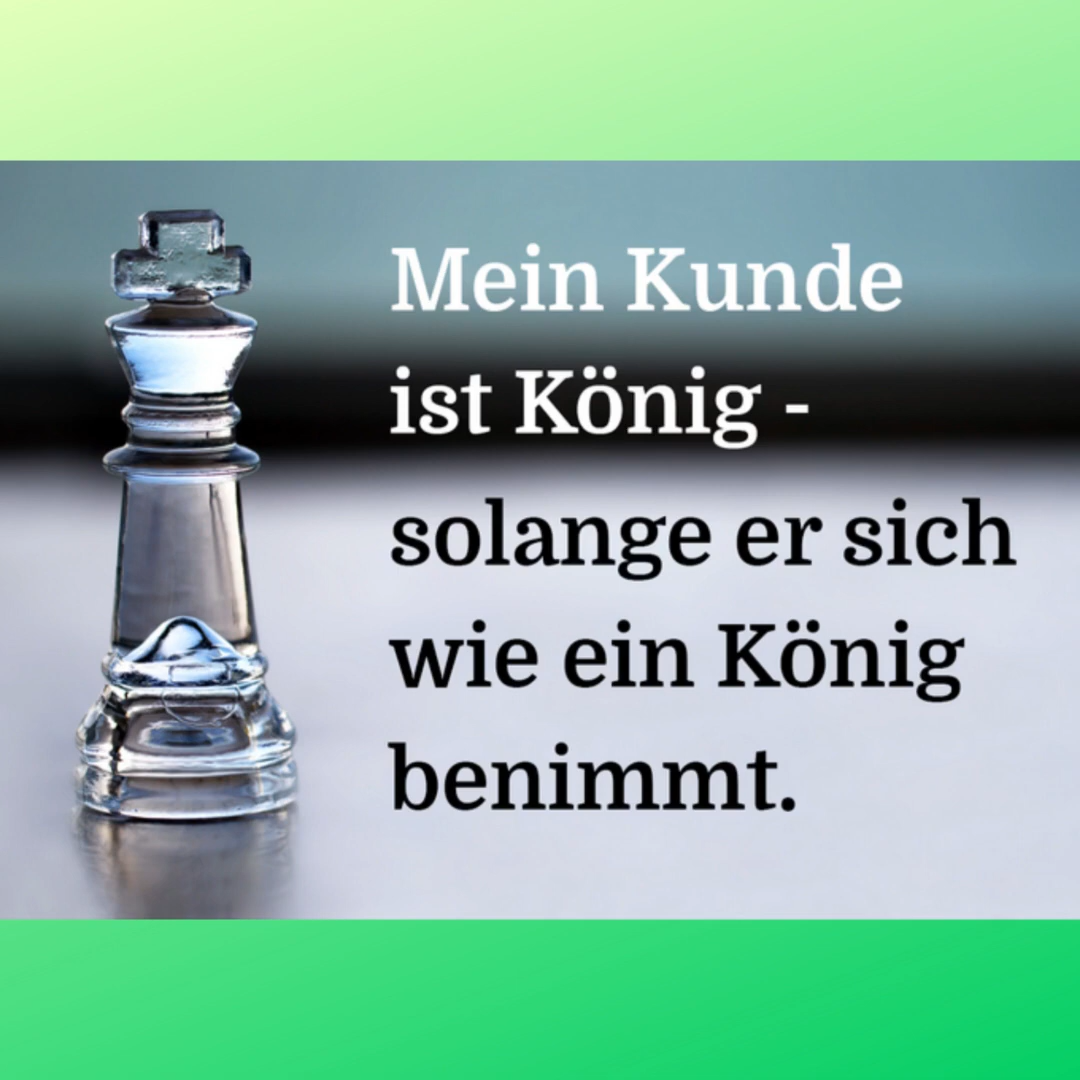 Mein Kunde
ist König -
solange er sich
wie ein König
benimmt.